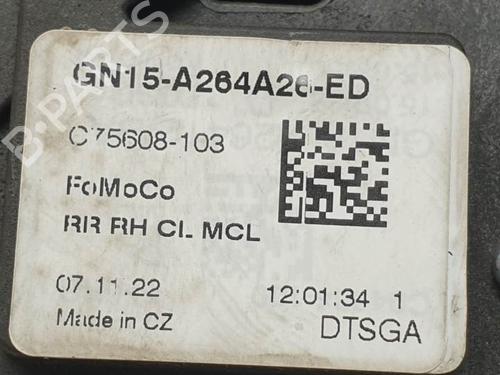 GN15-A264A26-ED
C75608-103
FoMoCo
RR RH CL MCL
07.11.22 12:01:34 1
Made in CZ DTSGA